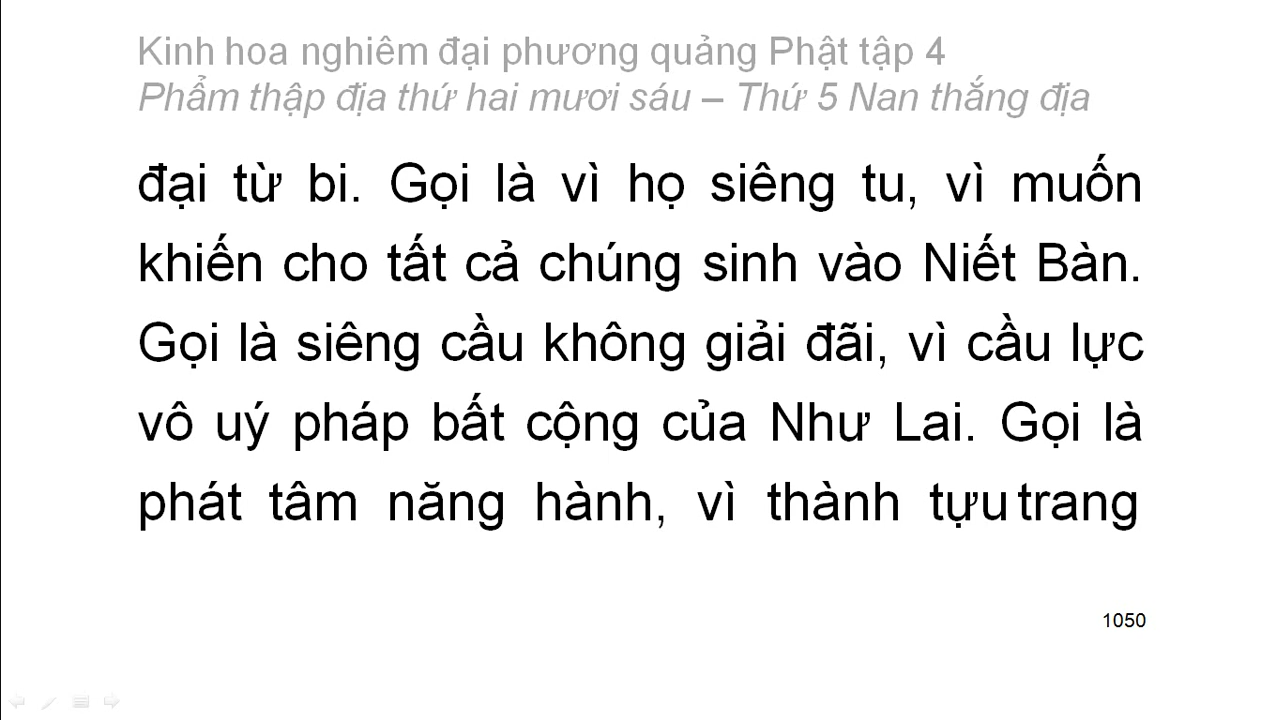 Kinh hoa nghiêm đại phương quảng Phật tập 4
Phẩm thập địa thứ hai mươi sáu – Thứ 5 Nan thắng địa
đại từ bi. Gọi là vì họ siêng tu, vì muốn
khiến cho tất cả chúng sinh vào Niết Bàn.
Gọi là siêng cầu không giải đãi, vì cầu lực
vô uý pháp bất cộng của Như Lai. Gọi là
phát tâm năng hành, vì thành tựu trang
1050